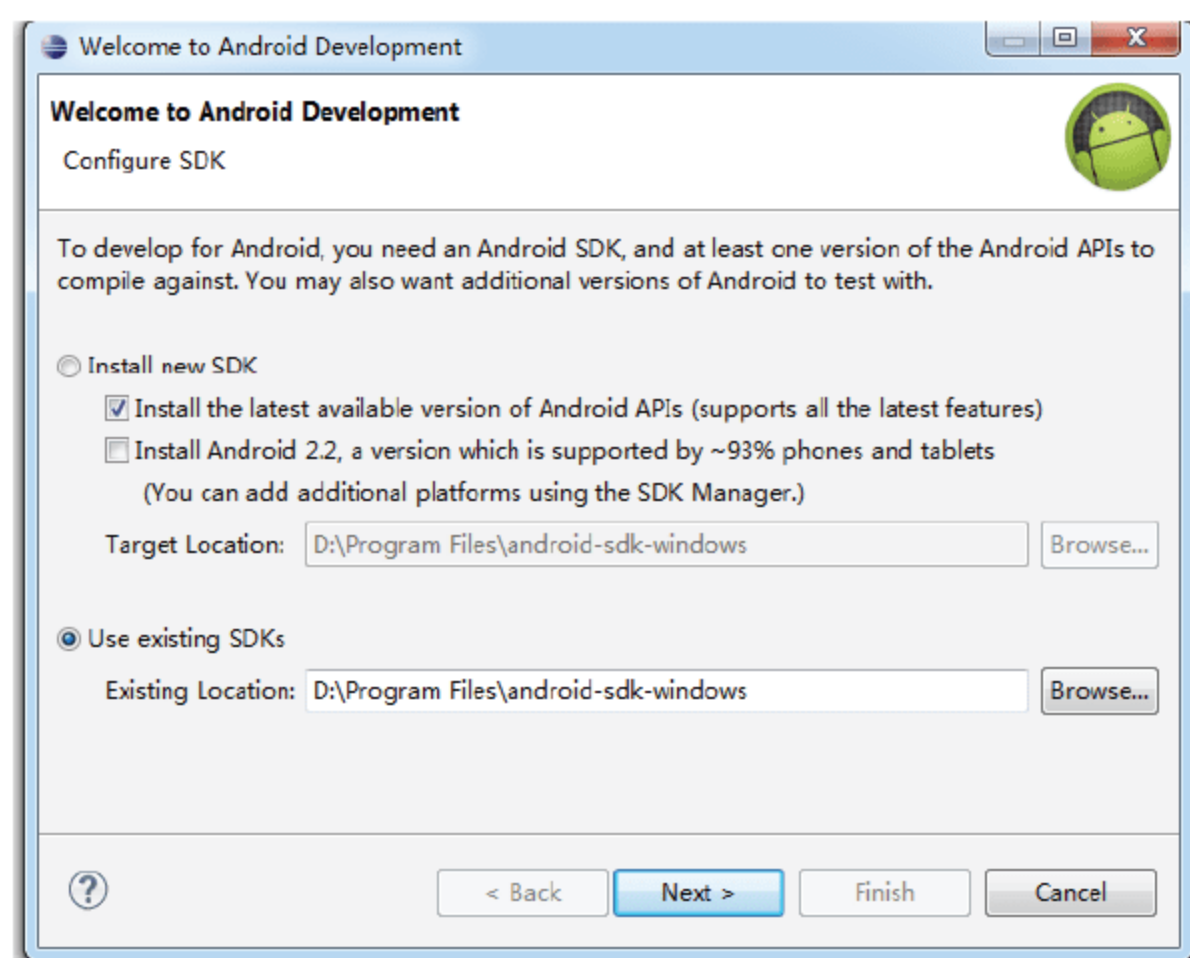 Welcome to Android Development
Welcome to Android Development
Configure SDK
To develop for Android, you need an Android SDK, and at least one version of the Android APIs to
compile against. You may also want additional versions of Android to test with.
Install new SDK
Install the latest available version of Android APIs (supports all the latest features)
Install Android 2.2, a version which is supported by ~93% phones and tablets
(You can add additional platforms using the SDK Manager.)
Target Location: D:\Program Files\android-sdk-windows Browse...
Use existing SDKs
Existing Location: D:\Program Files\android-sdk-windows Browse...
? < Back Next > Finish Cancel